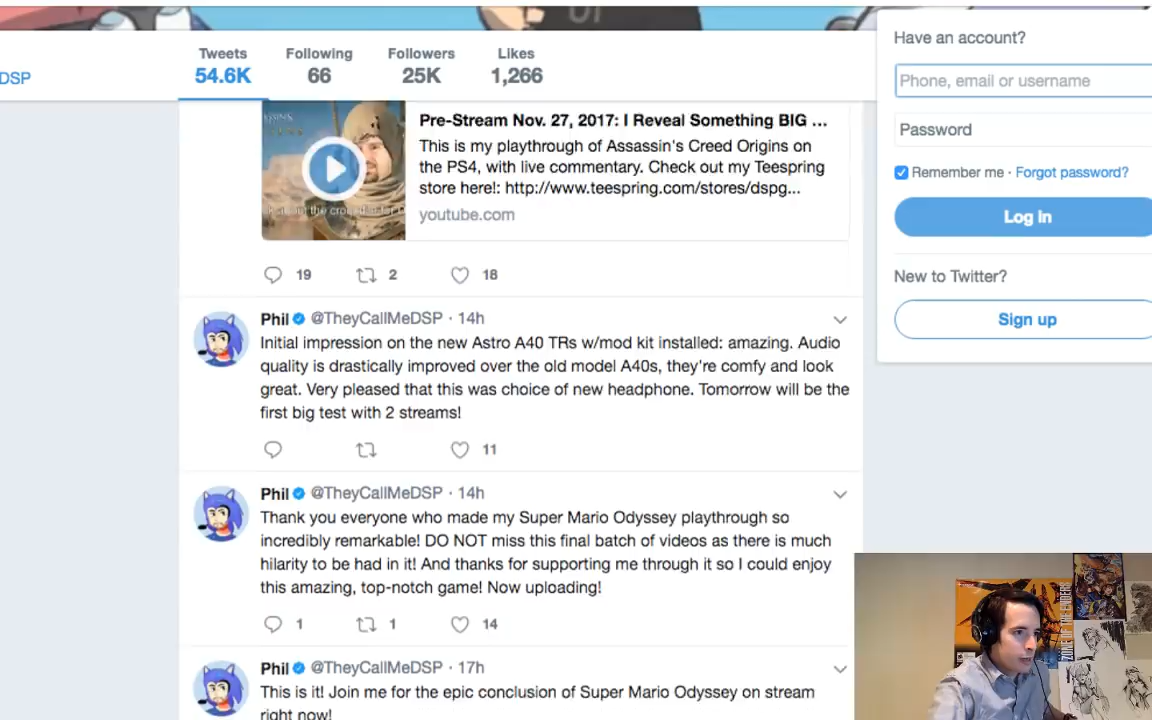 Tweets Following Followers Likes
54.6K 66 25K 1,266
DSP
Have an account?
Phone, email or username
Password
Remember me · Forgot password?
Log in
New to Twitter?
Sign up
Pre-Stream Nov. 27, 2017: I Reveal Something BIG ...
This is my playthrough of Assassin's Creed Origins on
the PS4, with live commentary. Check out my Teespring
store here!: http://www.teespring.com/stores/dspg...
youtube.com
19 2 18
Phil @TheyCallMeDSP · 14h
Initial impression on the new Astro A40 TRs w/mod kit installed: amazing. Audio
quality is drastically improved over the old model A40s, they're comfy and look
great. Very pleased that this was choice of new headphone. Tomorrow will be the
first big test with 2 streams!
11
Phil @TheyCallMeDSP · 14h
Thank you everyone who made my Super Mario Odyssey playthrough so
incredibly remarkable! DO NOT miss this final batch of videos as there is much
hilarity to be had in it! And thanks for supporting me through it so I could enjoy
this amazing, top-notch game! Now uploading!
1 1 14
Phil @TheyCallMeDSP · 17h
This is it! Join me for the epic conclusion of Super Mario Odyssey on stream
right now!
ZONE OF THE ENDERS